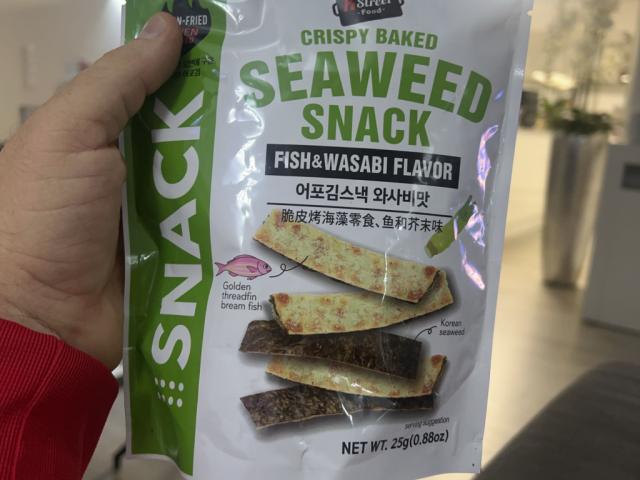 Street
Food
CRISPY BAKED
SEAWEED
SNACK
FISH&WASABI FLAVOR
어포김스낵 와사비맛
脆皮烤海藻零食、鱼和芥末味
Golden
threadfin
bream fish
Korean
seaweed
serving suggestion
NET WT. 25g(0.88oz)
SNACK